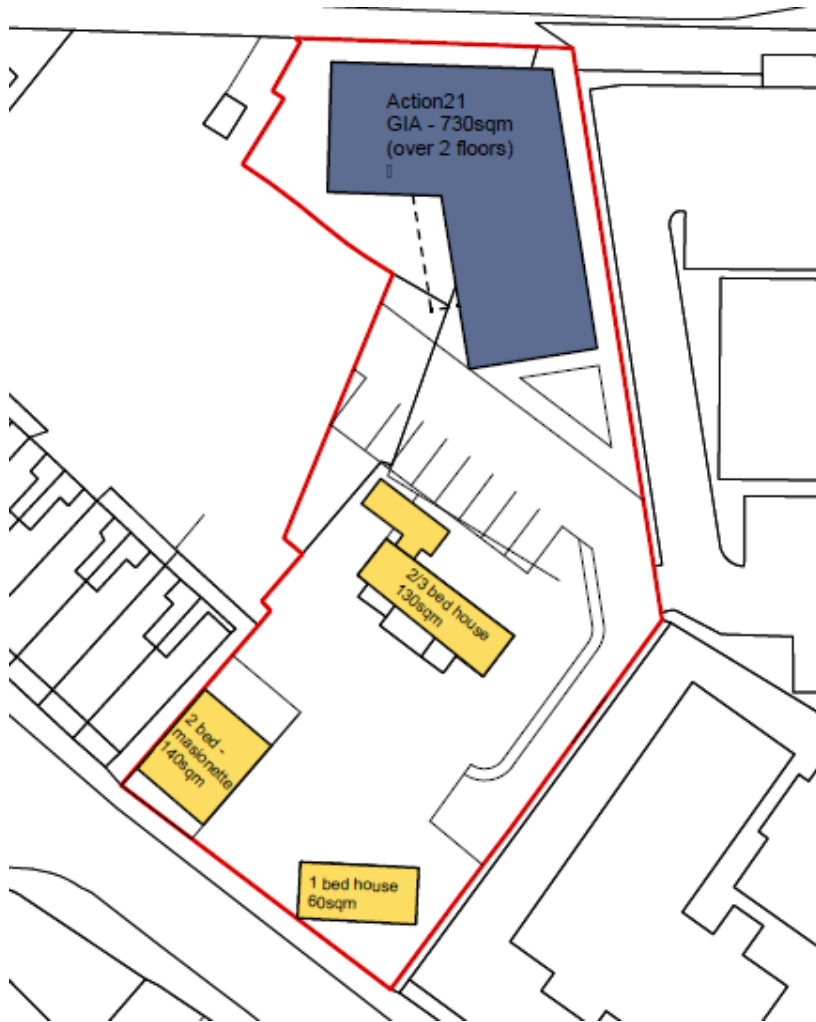 Action21
GIA - 730sqm
(over 2 floors)
2/3 bed house
130sqm
2 bed -
masionette
140sqm
1 bed house
60sqm